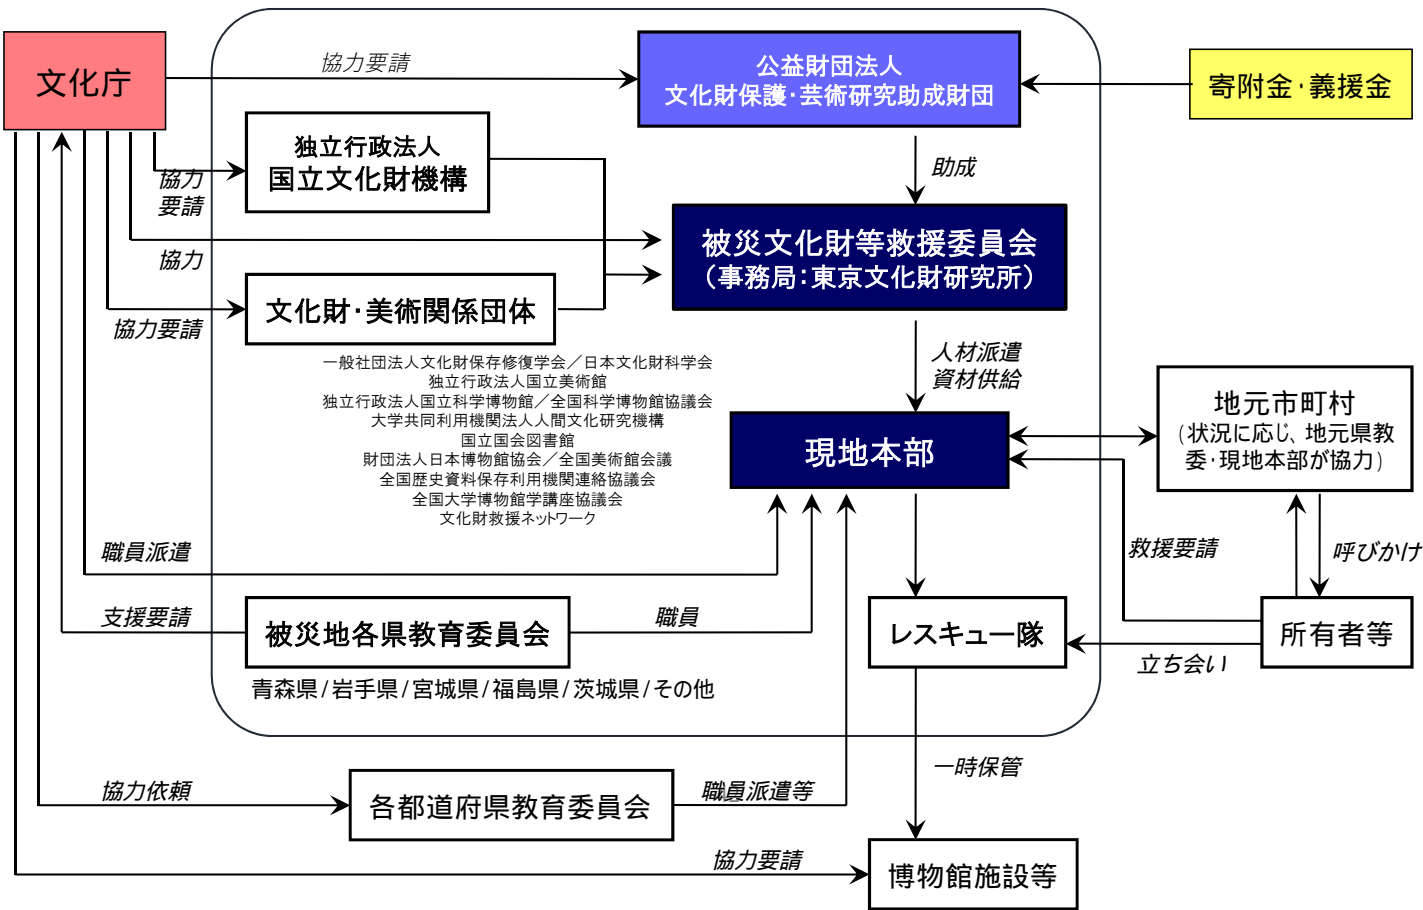 文化庁
協力要請
公益財団法人
文化財保護・芸術研究助成財団
寄附金・義援金
独立行政法人
国立文化財機構
助成
協力
要請
被災文化財等救援委員会
（事務局：東京文化財研究所）
協力
文化財・美術関係団体
協力要請
人材派遣
資材供給
一般社団法人文化財保存修復学会／日本文化財科学会
独立行政法人国立美術館
独立行政法人国立科学博物館／全国科学博物館協議会
大学共同利用機関法人人間文化研究機構
国立国会図書館
財団法人日本博物館協会／全国美術館会議
全国歴史資料保存利用機関連絡協議会
全国大学博物館学講座協議会
文化財救援ネットワーク
現地本部
地元市町村
（状況に応じ、地元県教
委・現地本部が協力）
職員派遣
救援要請
呼びかけ
支援要請
被災地各県教育委員会
職員
レスキュー隊
所有者等
立ち会い
青森県/岩手県/宮城県/福島県/茨城県/その他
一時保管
協力依頼
各都道府県教育委員会
職員派遣等
協力要請
博物館施設等